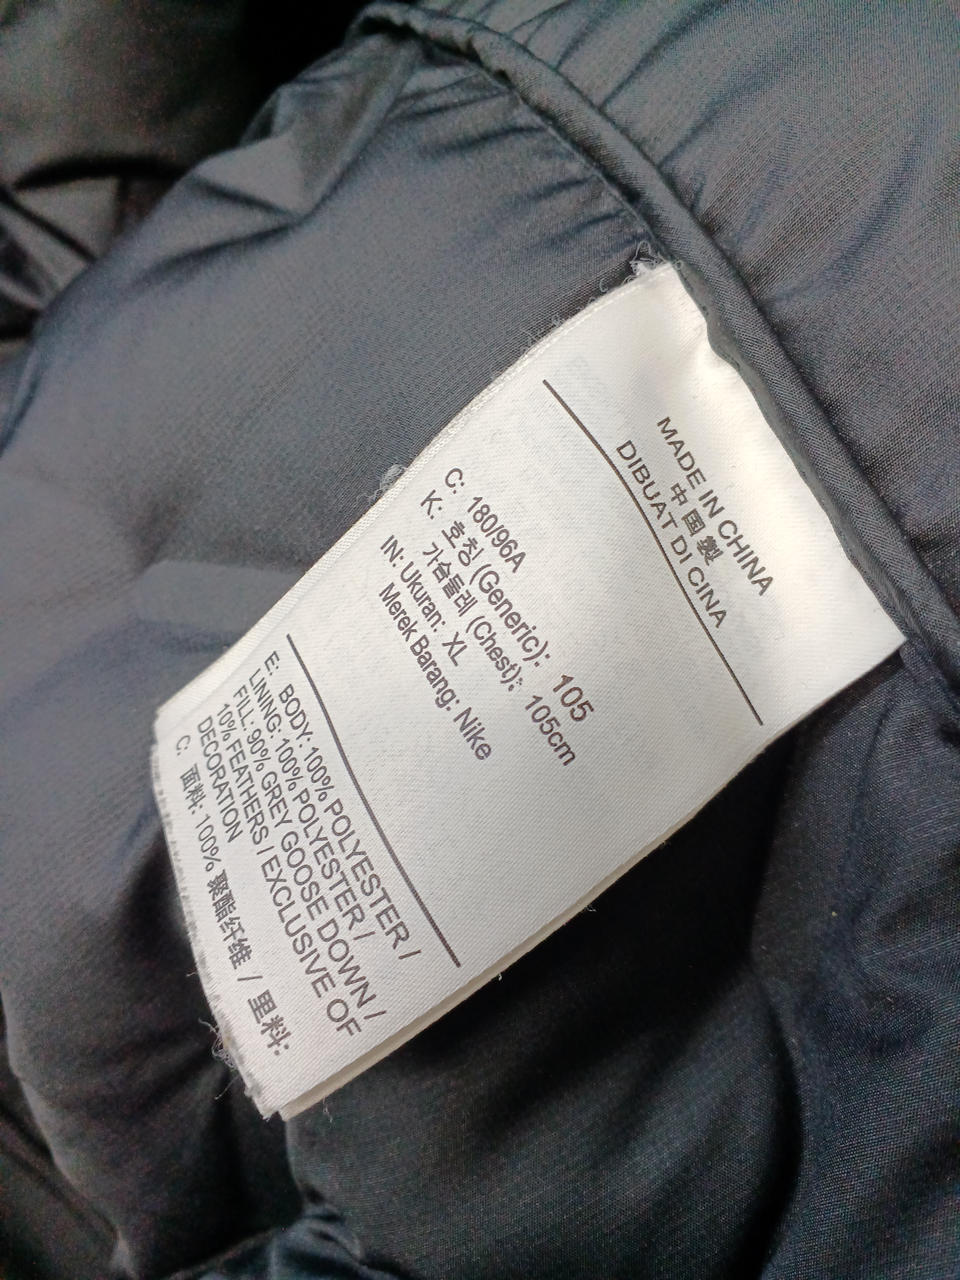 MADE IN CHINA
中国製
DIBUAT DI CINA
C: 180/96A
K: 호칭 (Generic): 105
가슴둘레 (Chest): 105cm
IN: Ukuran: XL
Merek Barang: Nike
E: BODY: 100% POLYESTER /
LINING: 100% POLYESTER /
FILL: 90% GREY GOOSE DOWN /
10% FEATHERS / EXCLUSIVE OF
DECORATION
C: 面料: 100% 聚酯纤维 / 里料: